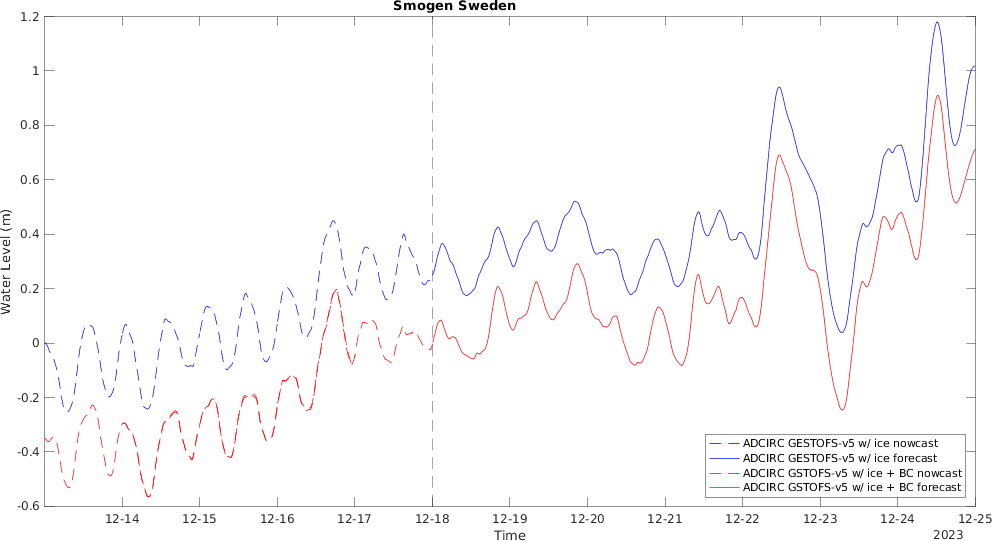 Smogen Sweden
1.2
1
0.8
0.6
0.4
0.2
0
-0.2
-0.4
-0.6
Water Level (m)
ADCIRC GESTOFS-v5 w/ ice nowcast
ADCIRC GESTOFS-v5 w/ ice forecast
ADCIRC GSTOFS-v5 w/ ice + BC nowcast
ADCIRC GSTOFS-v5 w/ ice + BC forecast
12-14 12-15 12-16 12-17 12-18 12-19 12-20 12-21 12-22 12-23 12-24 12-25
Time
2023